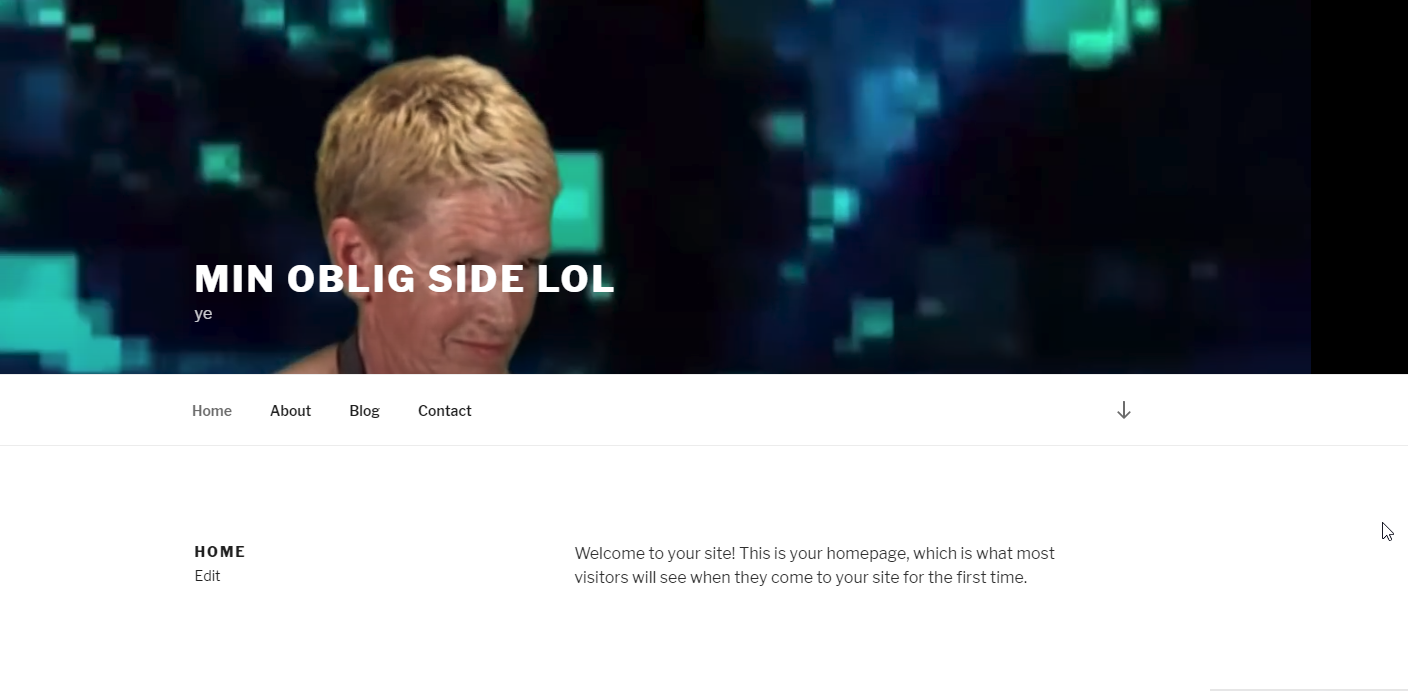 MIN OBLIG SIDE LOL
ye
Home About Blog Contact
HOME
Edit
Welcome to your site! This is your homepage, which is what most
visitors will see when they come to your site for the first time.